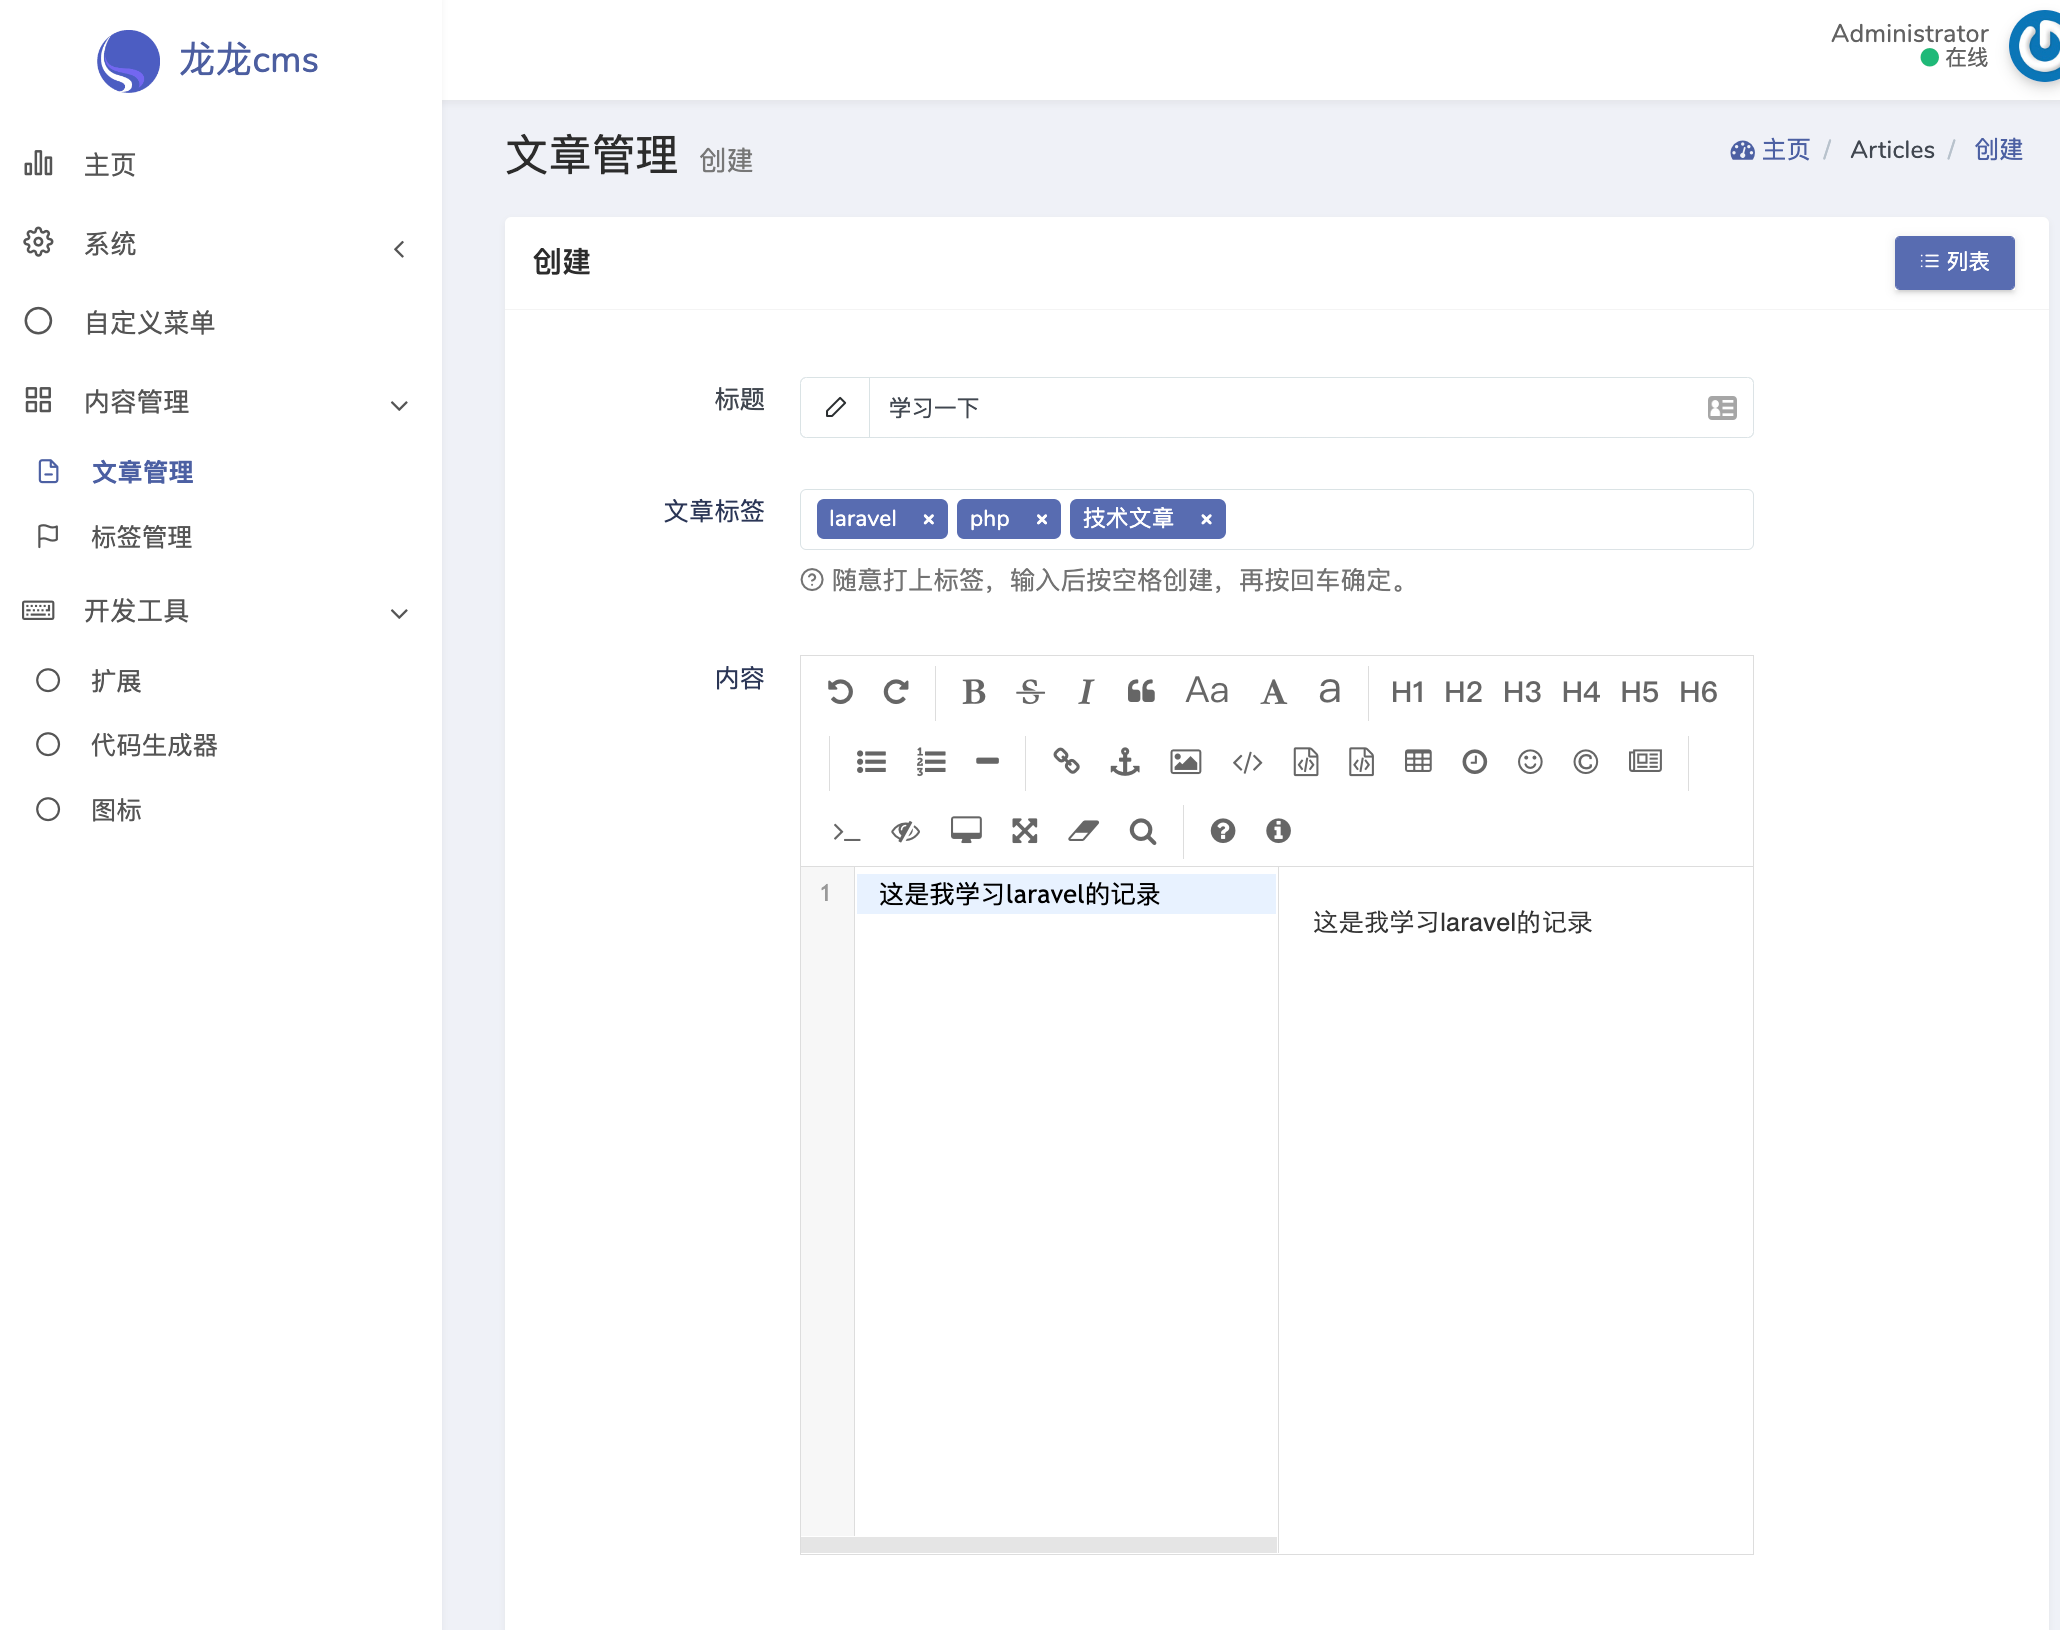 龙龙cms
Administrator
在线
主页
系统
自定义菜单
内容管理
文章管理
标签管理
开发工具
扩展
代码生成器
图标
文章管理 创建
主页 / Articles / 创建
创建
列表
标题
学习一下
文章标签
laravel × php × 技术文章 ×
随意打上标签，输入后按空格创建，再按回车确定。
内容
B S I Aa A a H1 H2 H3 H4 H5 H6
1
这是我学习laravel的记录
这是我学习laravel的记录